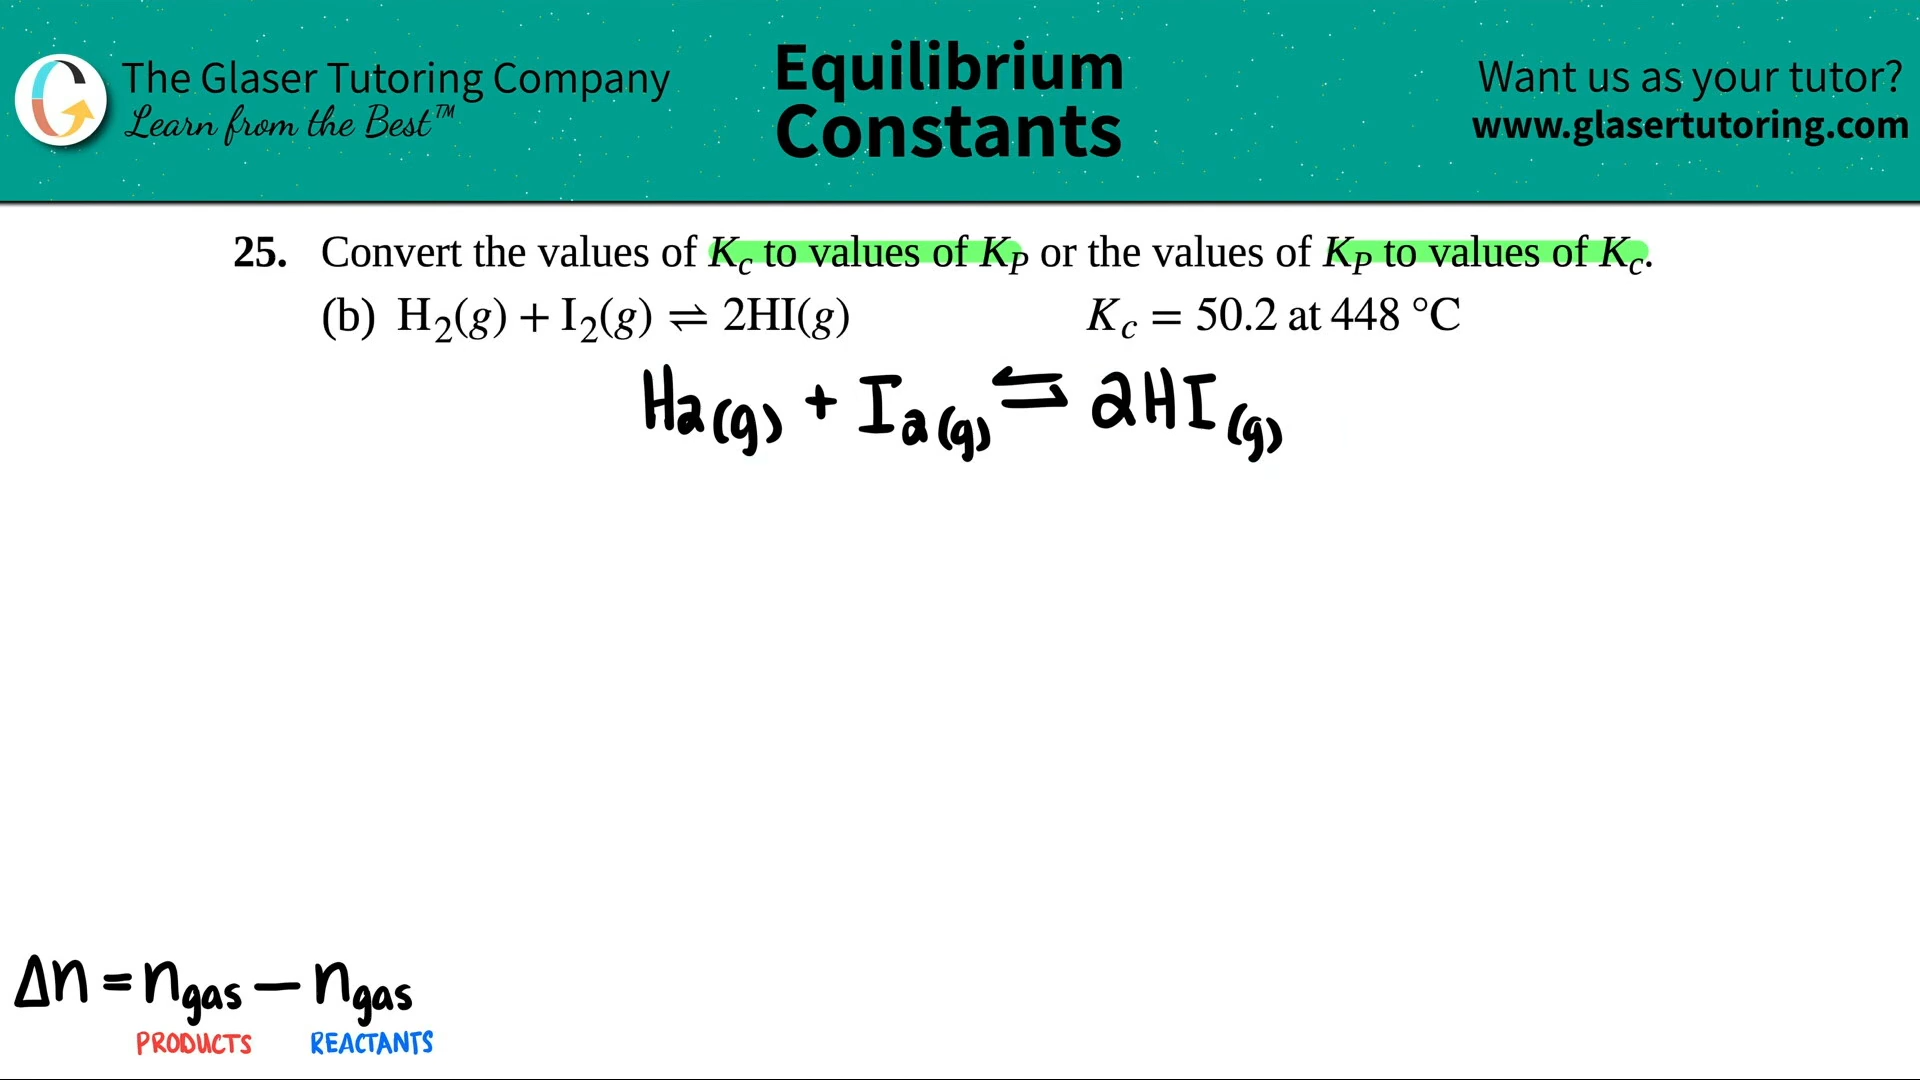 The Glaser Tutoring Company
Learn from the Best™
Equilibrium
Constants
Want us as your tutor?
www.glasertutoring.com
25. Convert the values of Kc to values of KP or the values of KP to values of Kc.
(b) H₂(g) + I₂(g) ⇌ 2HI(g) Kc = 50.2 at 448 °C
H₂(g) + I₂(g) ⇌ 2HI(g)
Δn = ngas − ngas
PRODUCTS REACTANTS